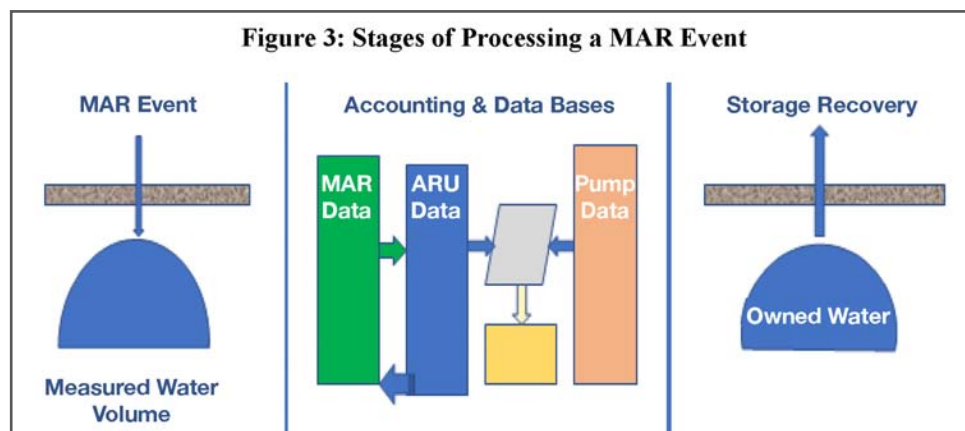 Figure 3: Stages of Processing a MAR Event
MAR Event
Measured Water
Volume
Accounting & Data Bases
MAR
Data
ARU
Data
Pump
Data
Storage Recovery
Owned Water